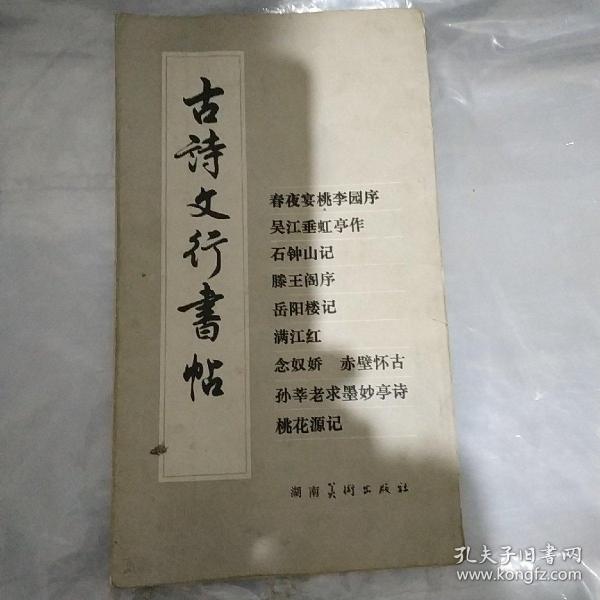 古詩文行書帖
春夜宴桃李园序
吴江垂虹亭作
石钟山记
滕王阁序
岳阳楼记
满江红
念奴娇 赤壁怀古
孙莘老求墨妙亭诗
桃花源记
湖南美术出版社
孔夫子旧书网
www.kongfz.com